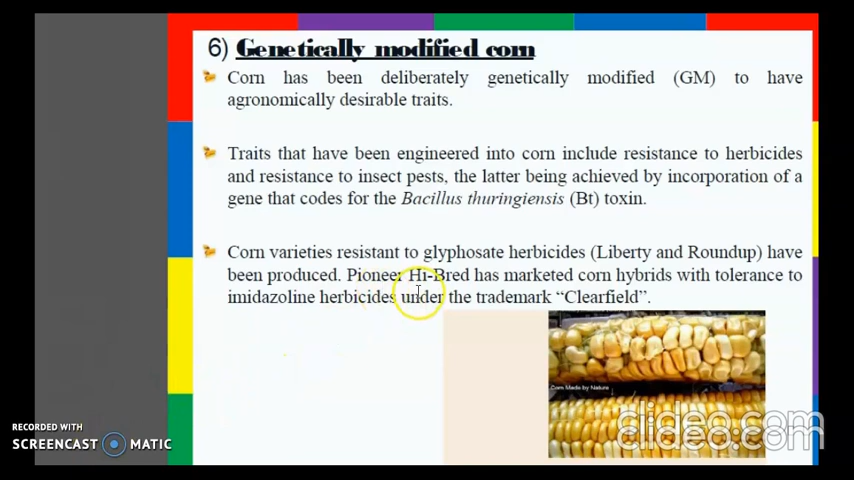 6) Genetically modified corn
Corn has been deliberately genetically modified (GM) to have
agronomically desirable traits.
Traits that have been engineered into corn include resistance to herbicides
and resistance to insect pests, the latter being achieved by incorporation of a
gene that codes for the Bacillus thuringiensis (Bt) toxin.
Corn varieties resistant to glyphosate herbicides (Liberty and Roundup) have
been produced. Pioneer Hi-Bred has marketed corn hybrids with tolerance to
imidazoline herbicides under the trademark “Clearfield”.
Corn Made by Nature
RECORDED WITH
SCREENCAST MATIC
clideo.com
clideo.com